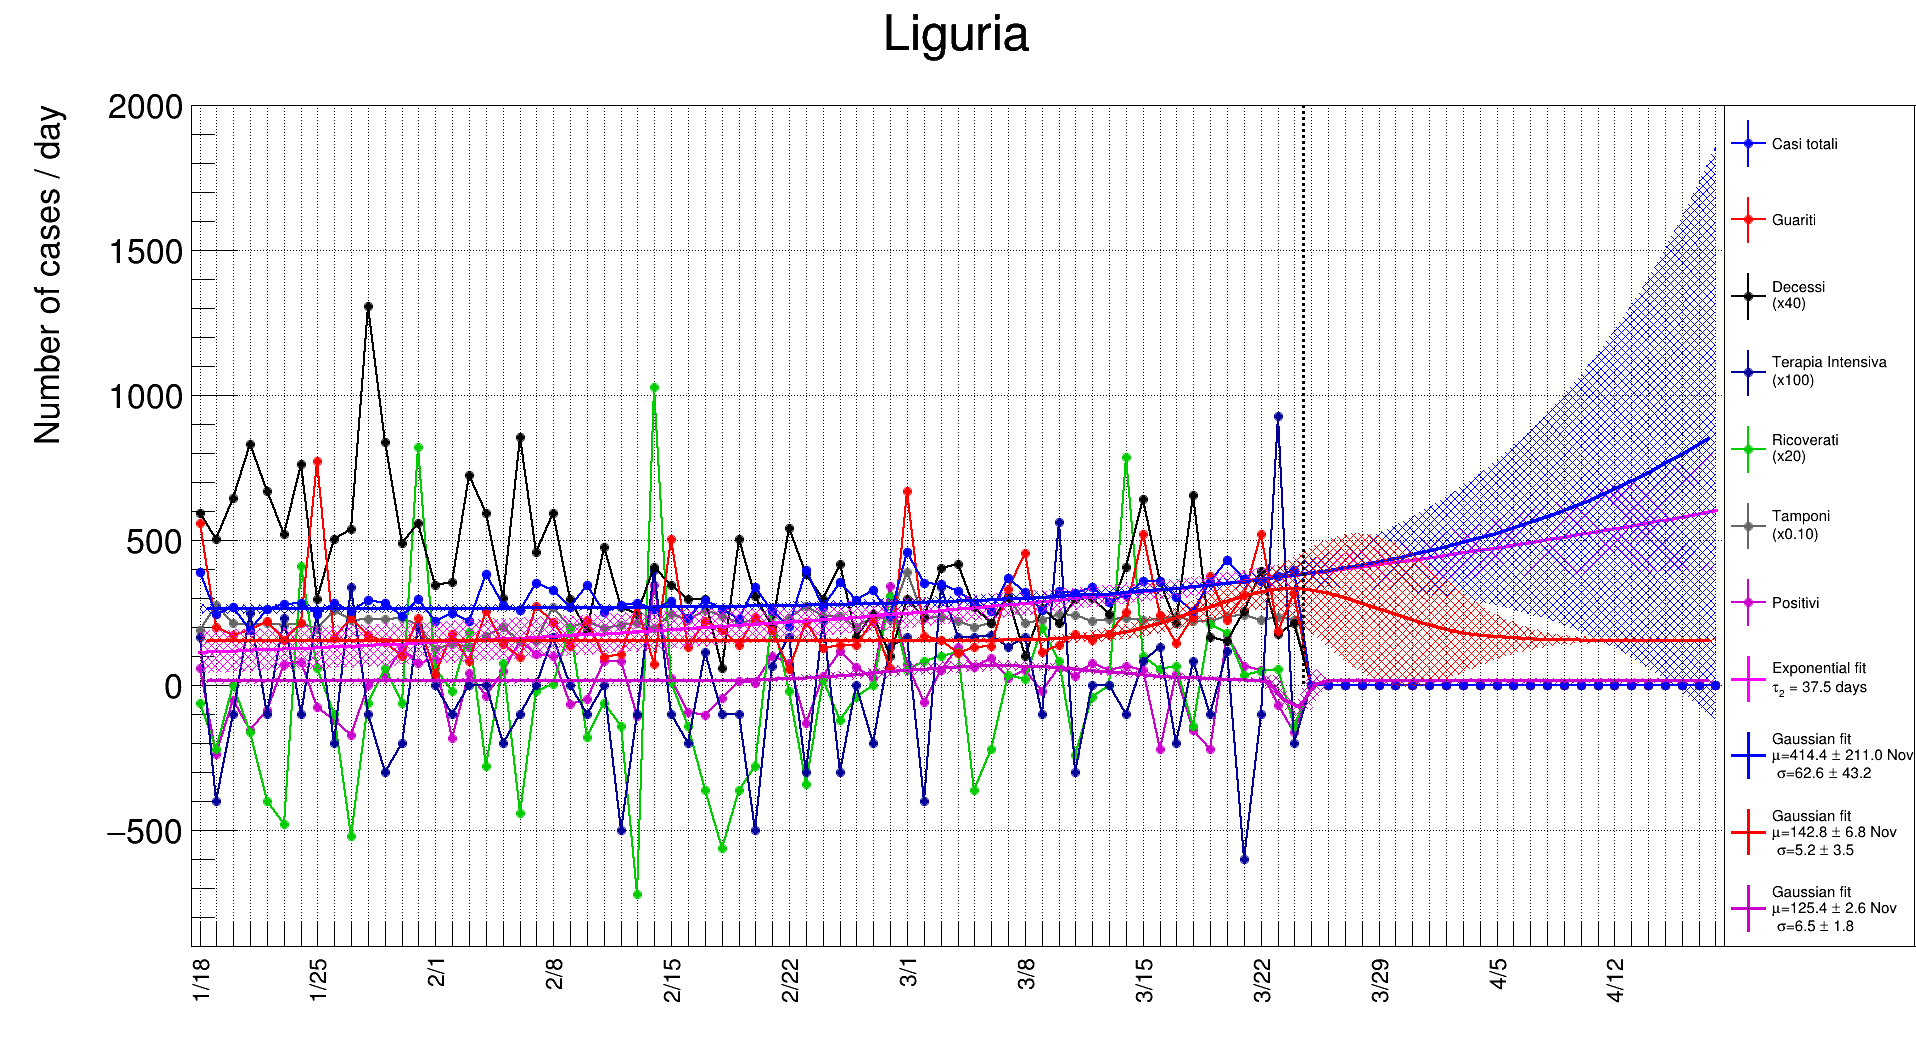 Liguria
Number of cases / day
2000
1500
1000
500
0
−500
1/18
1/25
2/1
2/8
2/15
2/22
3/1
3/8
3/15
3/22
3/29
4/5
4/12
Casi totali
Guariti
Decessi
(x40)
Terapia Intensiva
(x100)
Ricoverati
(x20)
Tamponi
(x0.10)
Positivi
Exponential fit
τ2 = 37.5 days
Gaussian fit
μ=414.4 ± 211.0 Nov
σ=62.6 ± 43.2
Gaussian fit
μ=142.8 ± 6.8 Nov
σ=5.2 ± 3.5
Gaussian fit
μ=125.4 ± 2.6 Nov
σ=6.5 ± 1.8